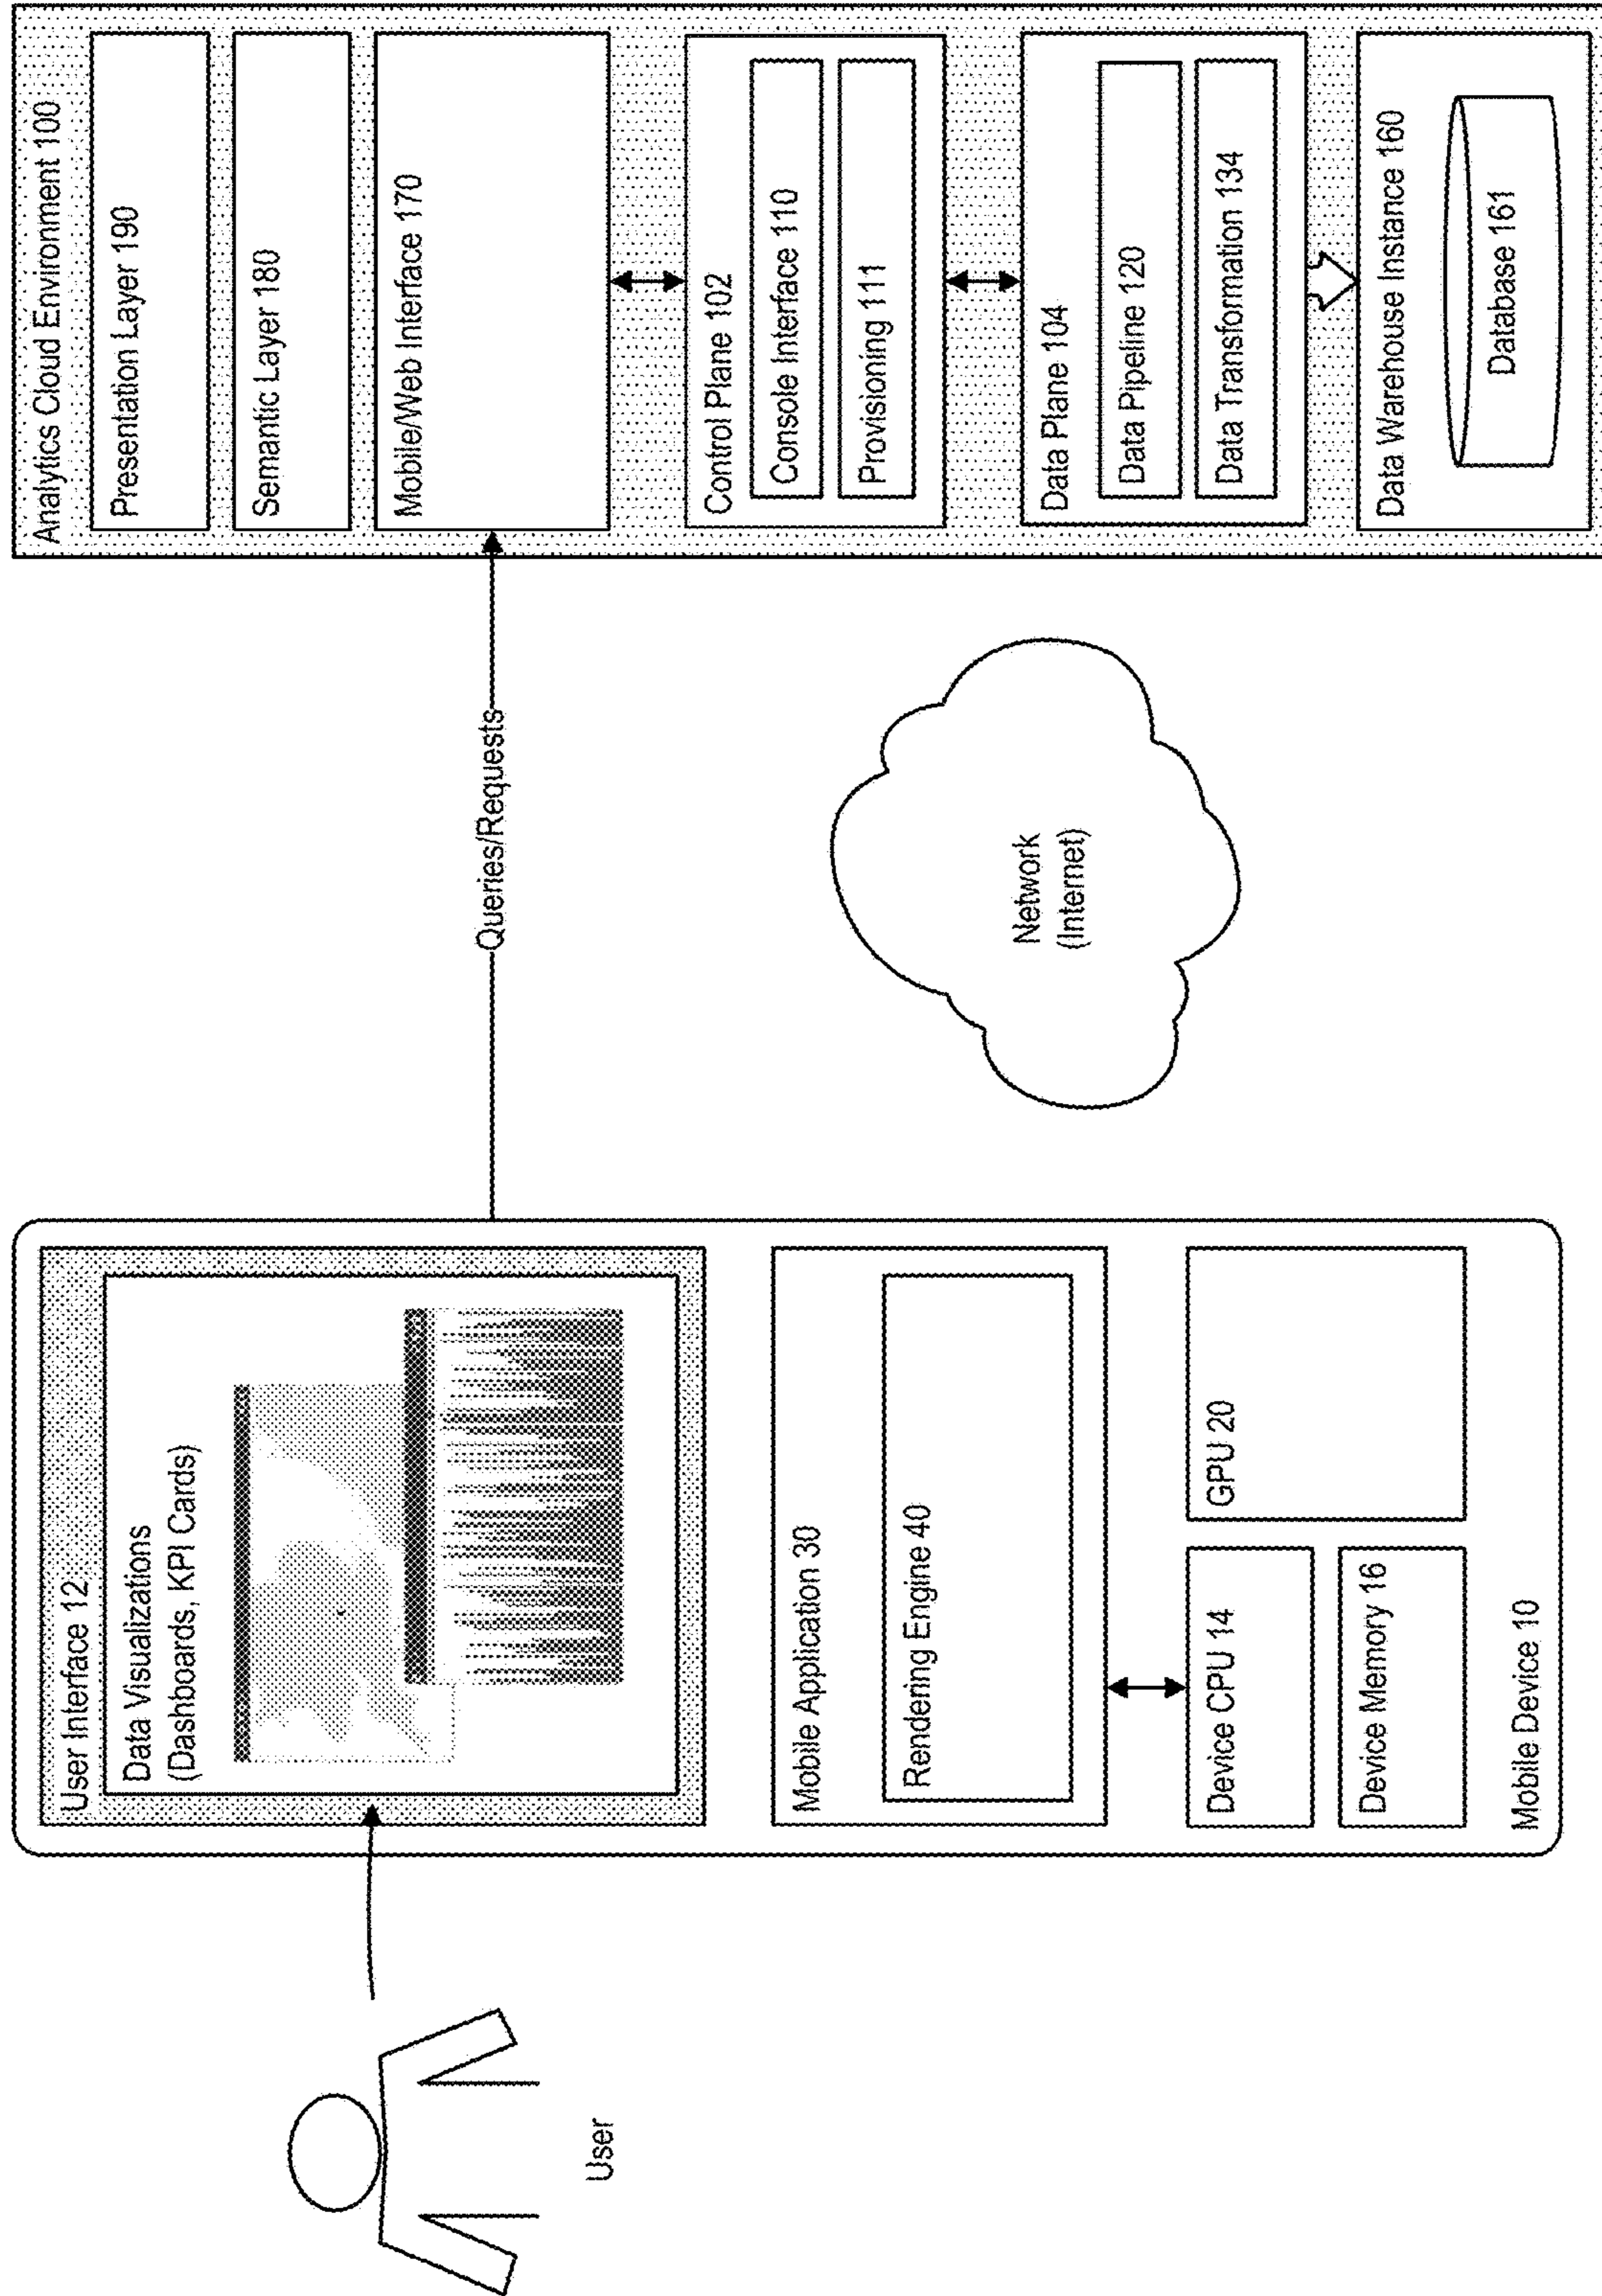 User
User Interface 12
Data Visualizations
(Dashboards, KPI Cards)
Mobile Application 30
Rendering Engine 40
Device CPU 14
GPU 20
Device Memory 16
Mobile Device 10
Queries/Requests
Network
(Internet)
Analytics Cloud Environment 100
Presentation Layer 190
Semantic Layer 180
Mobile/Web Interface 170
Control Plane 102
Console Interface 110
Provisioning 111
Data Plane 104
Data Pipeline 120
Data Transformation 134
Data Warehouse Instance 160
Database 161